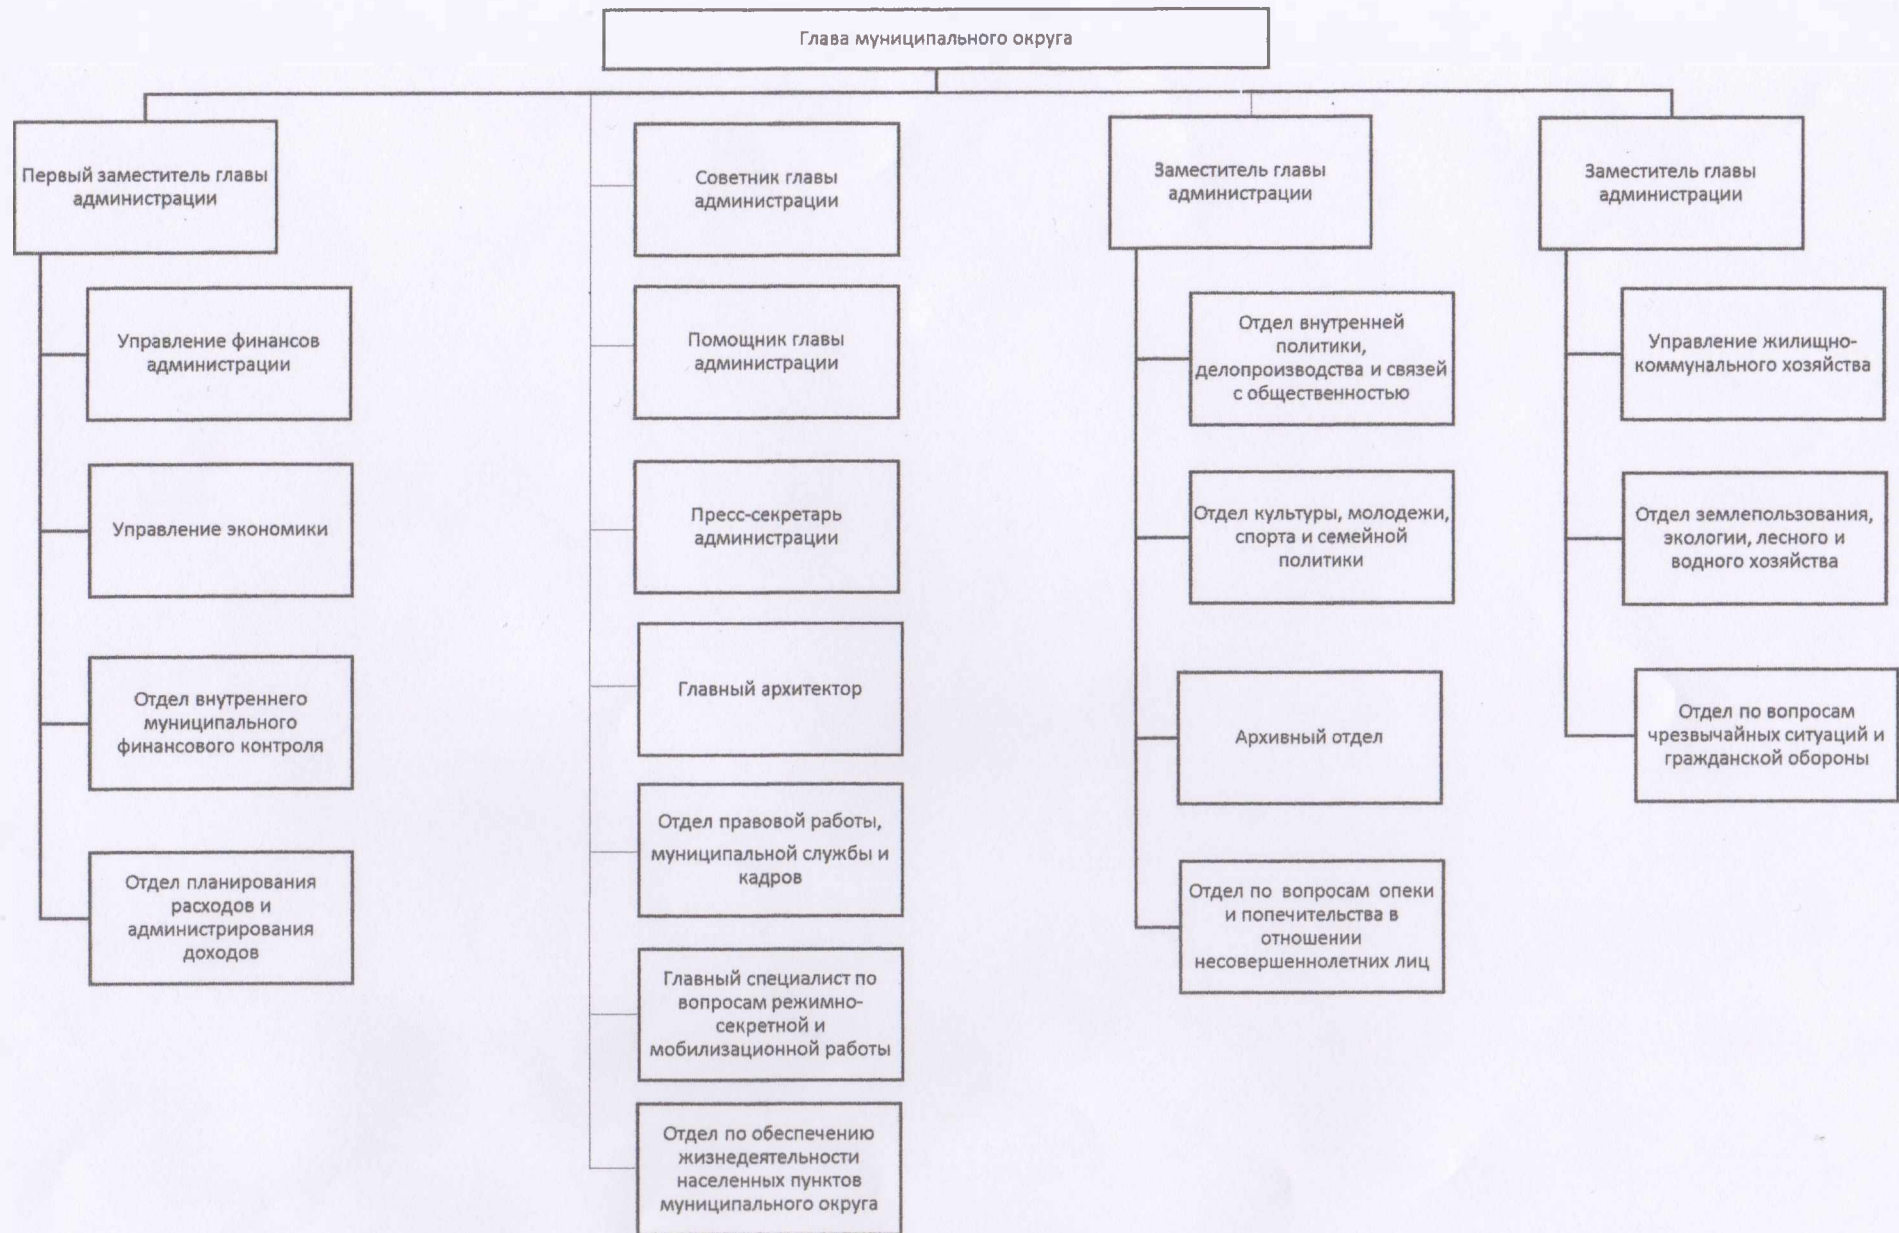 Глава муниципального округа
Первый заместитель главы
администрации
Управление финансов
администрации
Управление экономики
Отдел внутреннего
муниципального
финансового контроля
Отдел планирования
расходов и
администрирования
доходов
Советник главы
администрации
Помощник главы
администрации
Пресс-секретарь
администрации
Главный архитектор
Отдел правовой работы,
муниципальной службы и
кадров
Главный специалист по
вопросам режимно-
секретной и
мобилизационной работы
Отдел по обеспечению
жизнедеятельности
населенных пунктов
муниципального округа
Заместитель главы
администрации
Отдел внутренней
политики,
делопроизводства и связей
с общественностью
Отдел культуры, молодежи,
спорта и семейной
политики
Архивный отдел
Отдел по вопросам опеки
и попечительства в
отношении
несовершеннолетних лиц
Заместитель главы
администрации
Управление жилищно-
коммунального хозяйства
Отдел землепользования,
экологии, лесного и
водного хозяйства
Отдел по вопросам
чрезвычайных ситуаций и
гражданской обороны